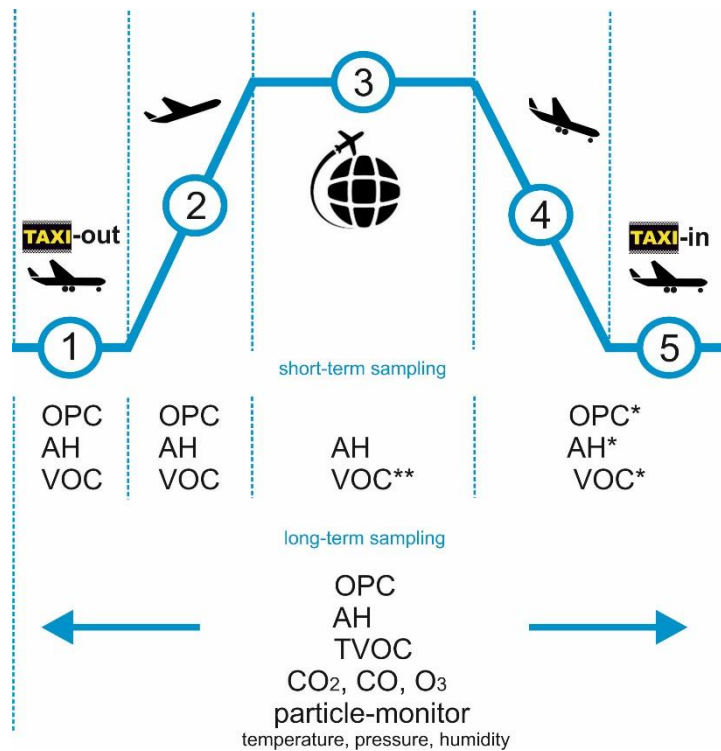 3
2
4
TAXI-out
TAXI-in
1
5
short-term sampling
OPC OPC OPC*
AH AH AH AH*
VOC VOC VOC** VOC*
long-term sampling
OPC
AH
TVOC
CO₂, CO, O₃
particle-monitor
temperature, pressure, humidity